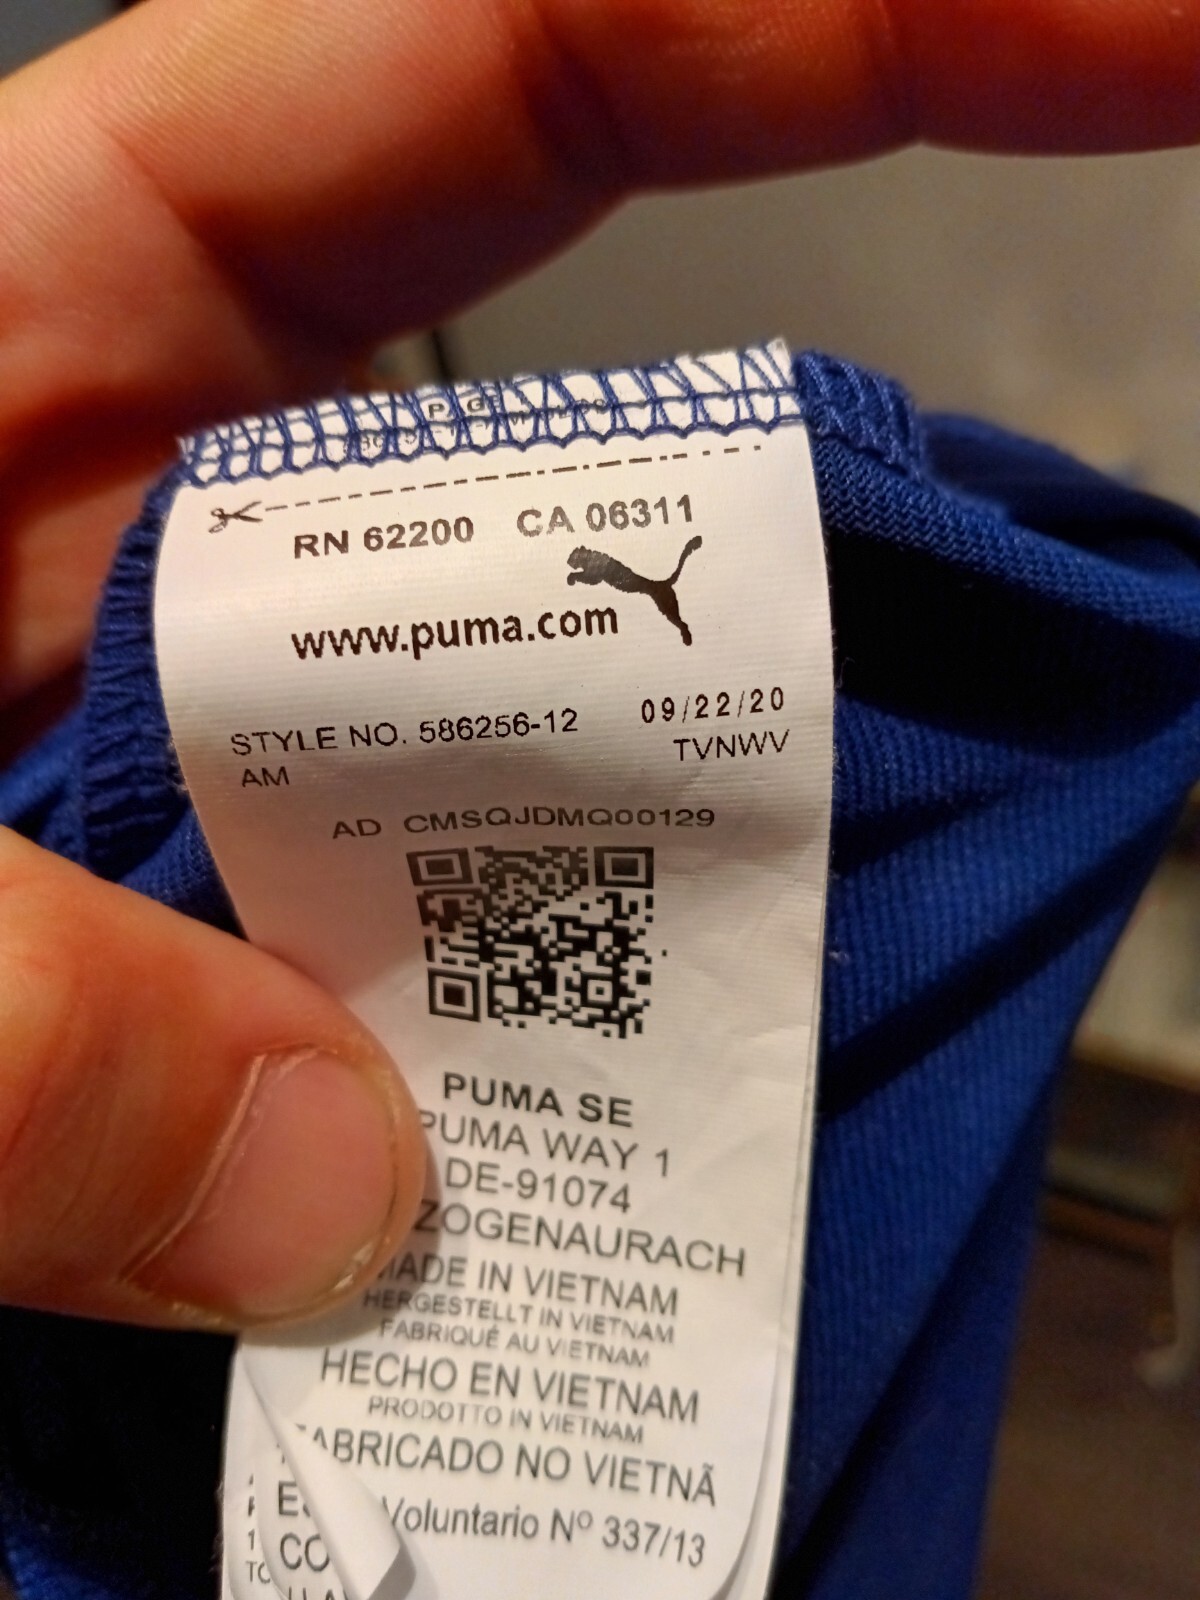 RN 62200 CA 06311
www.puma.com
STYLE NO. 586256-12 09/22/20
AM TVNWV
AD CMSQJDMQ00129
PUMA SE
PUMA WAY 1
DE-91074
ZOGENAURACH
MADE IN VIETNAM
HERGESTELLT IN VIETNAM
FABRIQUÉ AU VIETNAM
HECHO EN VIETNAM
PRODOTTO IN VIETNAM
FABRICADO NO VIETNÃ
Voluntario Nº 337/13
CO